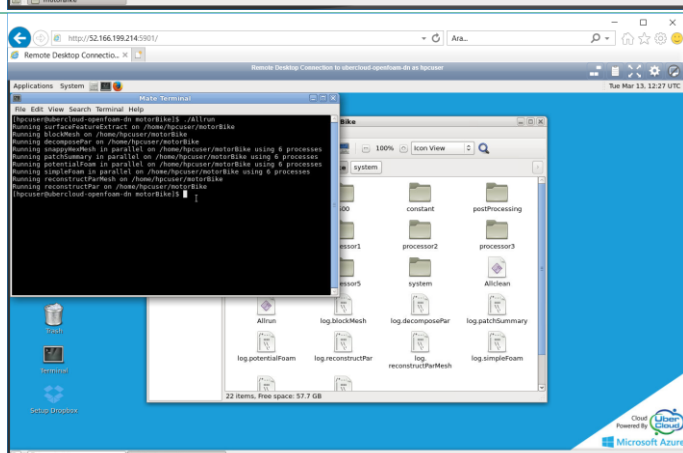 motorBike
http://52.166.199.214:5901/
Ara...
Remote Desktop Connectio...
Remote Desktop Connection to ubercloud-openfoam-dn as hpcuser
Applications System
Tue Mar 13, 12:27 UTC
Mate Terminal
File Edit View Search Terminal Help
[hpcuser@ubercloud-openfoam-dn motorBike]$ ./Allrun
Running surfaceFeatureExtract on /home/hpcuser/motorBike
Running blockMesh on /home/hpcuser/motorBike
Running decomposePar on /home/hpcuser/motorBike
Running snappyHexMesh in parallel on /home/hpcuser/motorBike using 6 processes
Running patchSummary in parallel on /home/hpcuser/motorBike using 6 processes
Running potentialFoam in parallel on /home/hpcuser/motorBike using 6 processes
Running simpleFoam in parallel on /home/hpcuser/motorBike using 6 processes
Running reconstructParMesh on /home/hpcuser/motorBike
Running reconstructPar on /home/hpcuser/motorBike
[hpcuser@ubercloud-openfoam-dn motorBike]$
Bike
100% Icon View
system
00 constant postProcessing
essor1 processor2 processor3
essor5 system Allclean
Allrun log.blockMesh log.decomposePar log.patchSummary
log.potentialFoam log.reconstructPar log.
reconstructParMesh log.simpleFoam
22 items, Free space: 57.7 GB
Trash
Terminal
Setup Dropbox
Cloud
Powered By
Uber
Cloud
Microsoft Azure